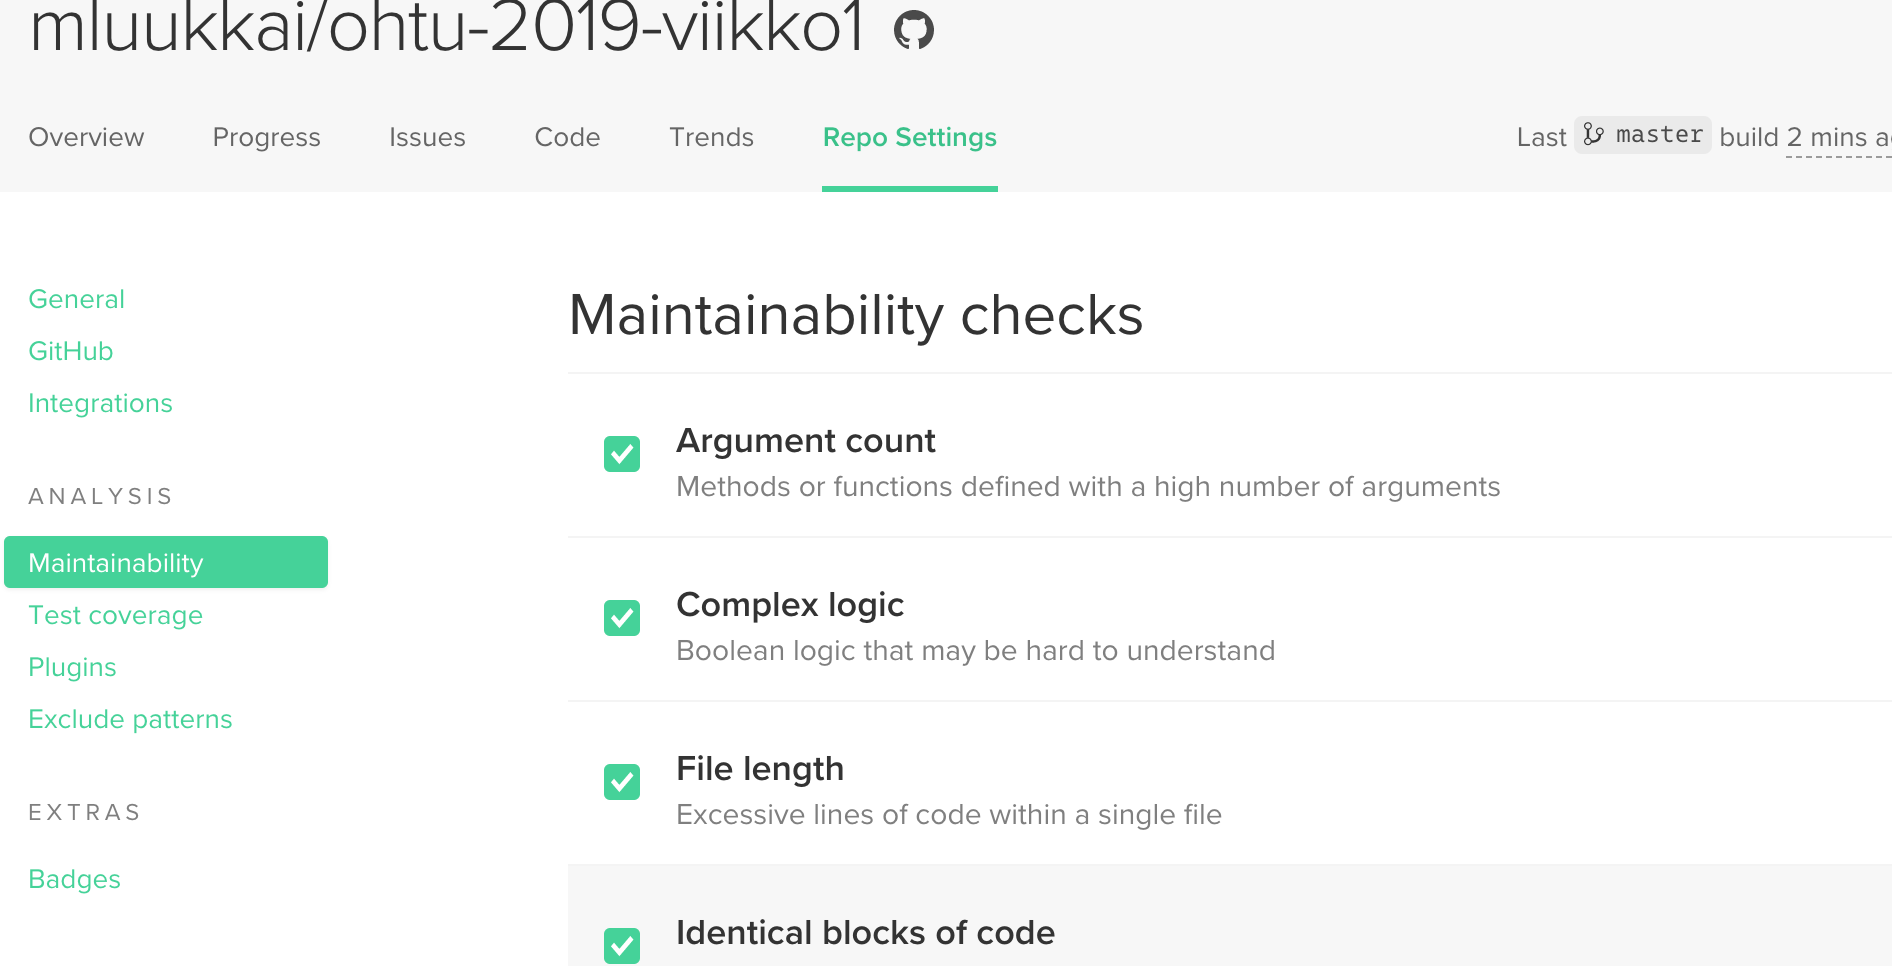 mluukkai/ohtu-2019-viikko1
Overview Progress Issues Code Trends Repo Settings Last master build 2 mins
General
GitHub
Integrations
ANALYSIS
Maintainability
Test coverage
Plugins
Exclude patterns
EXTRAS
Badges
Maintainability checks
Argument count
Methods or functions defined with a high number of arguments
Complex logic
Boolean logic that may be hard to understand
File length
Excessive lines of code within a single file
Identical blocks of code